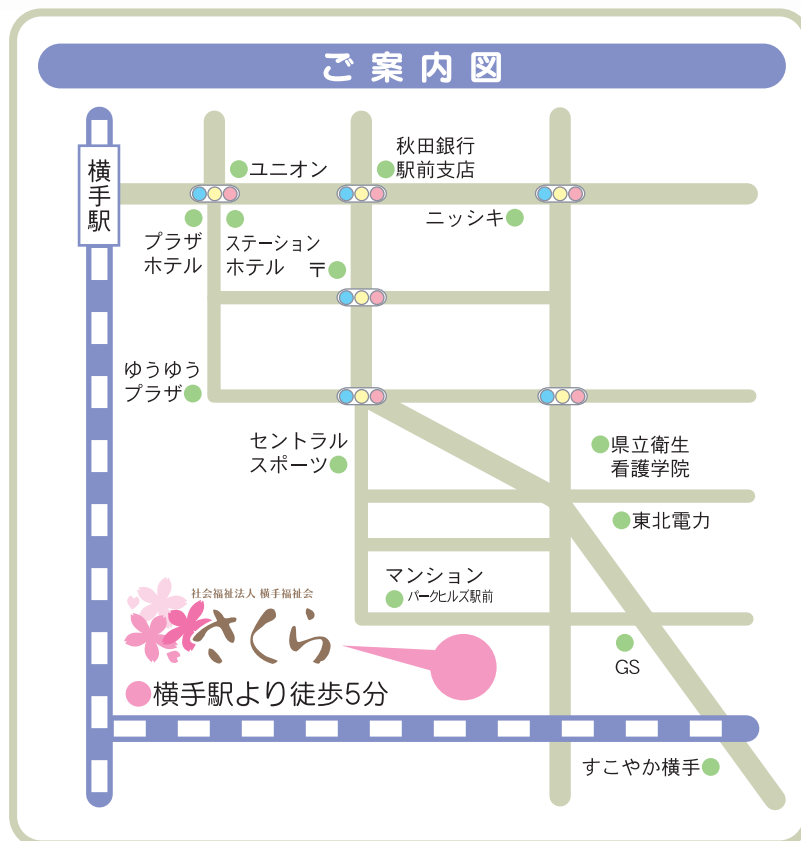 ご案内図
横手駅
ユニオン
秋田銀行
駅前支店
ニッシキ
プラザ
ホテル
ステーション
ホテル
〒
ゆうゆう
プラザ
セントラル
スポーツ
県立衛生
看護学院
東北電力
マンション
パークヒルズ駅前
社会福祉法人 横手福祉会
さくら
横手駅より徒歩5分
GS
すこやか横手